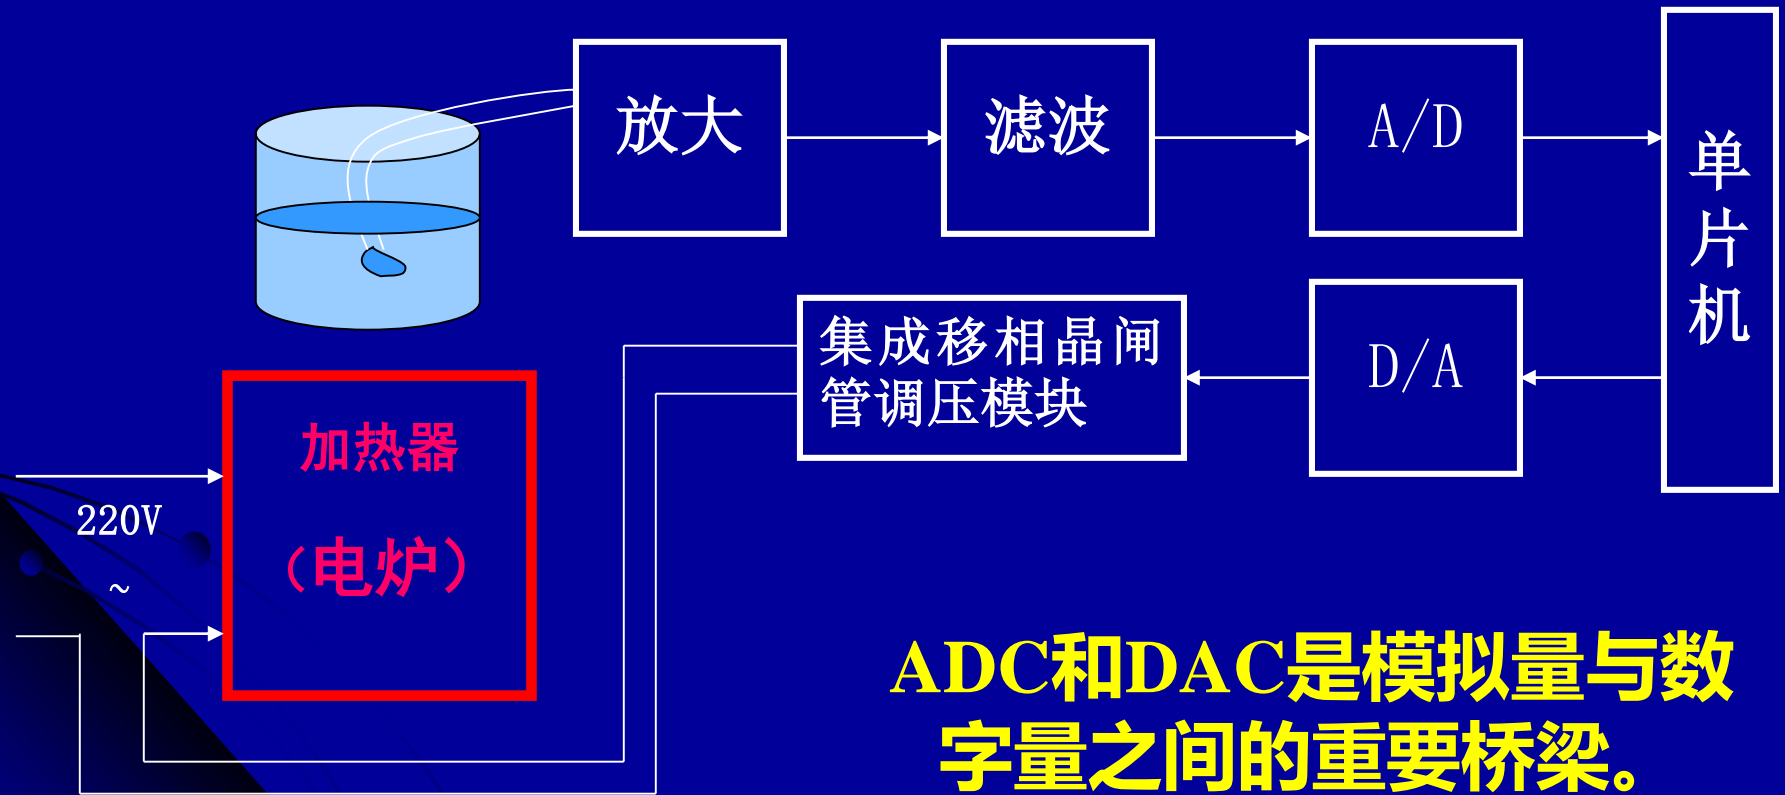 放大
滤波
A/D
单片机
集成移相晶闸
管调压模块
D/A
加热器
（电炉）
220V
~
ADC和DAC是模拟量与数
字量之间的重要桥梁。